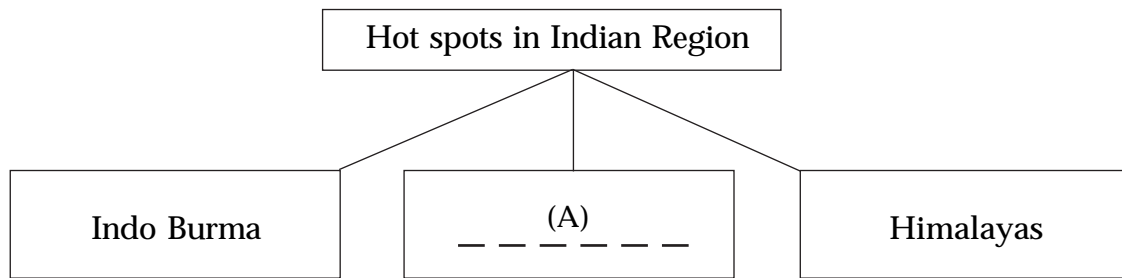 Hot spots in Indian Region
Indo Burma
(A)
_ _ _ _ _ _
Himalayas